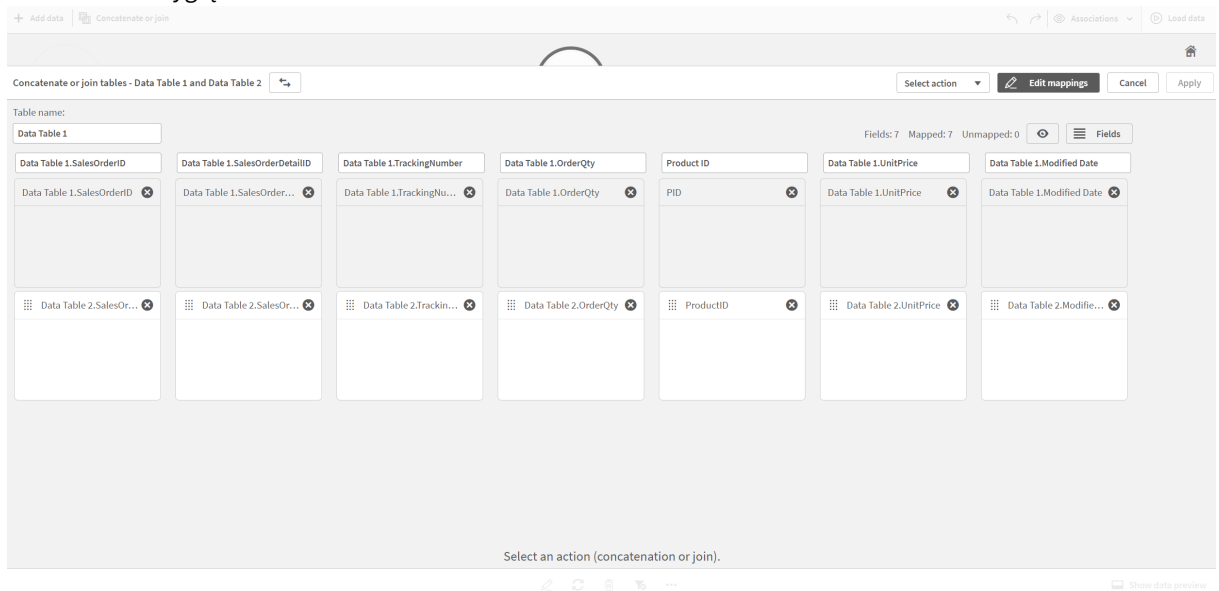 Add data Concatenate or join Associations Load data
Concatenate or join tables - Data Table 1 and Data Table 2 Select action Edit mappings Cancel Apply
Table name:
Data Table 1 Fields: 7 Mapped: 7 Unmapped: 0 Fields
Data Table 1.SalesOrderID Data Table 1.SalesOrderDetailID Data Table 1.TrackingNumber Data Table 1.OrderQty Product ID Data Table 1.UnitPrice Data Table 1.Modified Date
Data Table 1.SalesOrderID Data Table 1.SalesOrder... Data Table 1.TrackingNu... Data Table 1.OrderQty PID Data Table 1.UnitPrice Data Table 1.Modified Date
Data Table 2.SalesOr... Data Table 2.SalesOr... Data Table 2.Trackin... Data Table 2.OrderQty ProductID Data Table 2.UnitPrice Data Table 2.Modifie...
Select an action (concatenation or join).
Show data preview